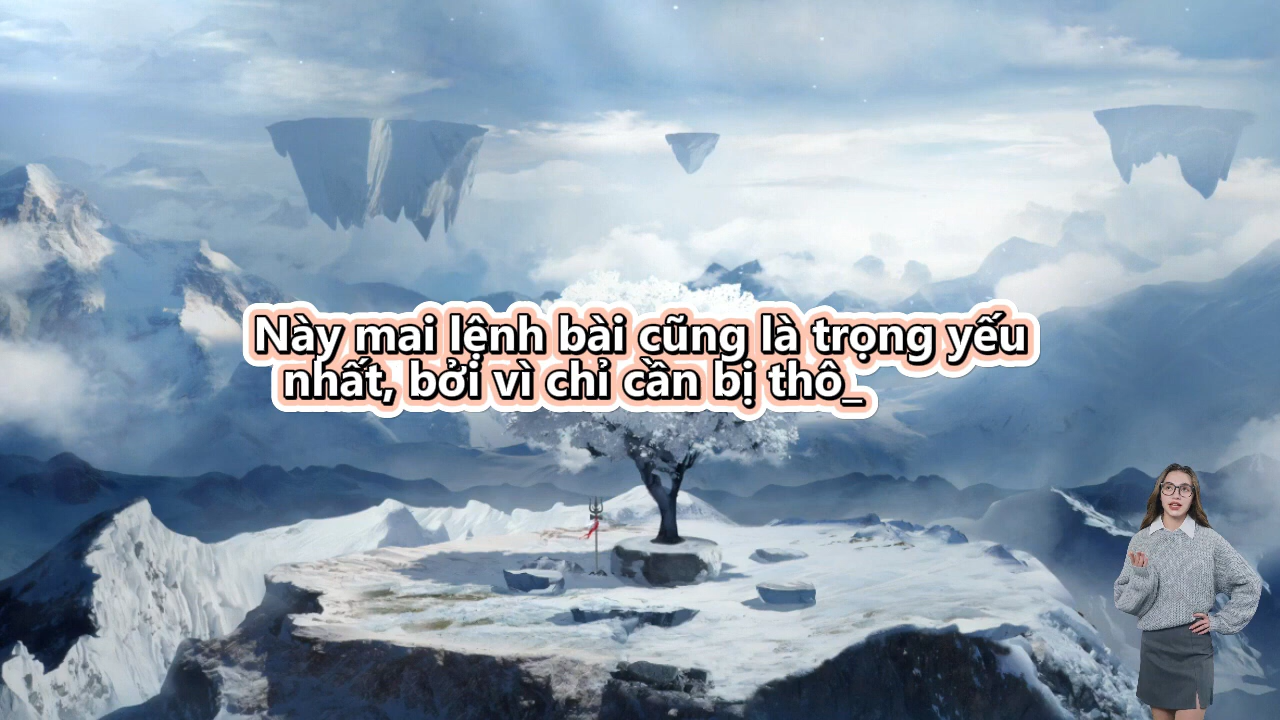 Này mai lệnh bài cũng là trọng yếu
nhất, bởi vì chỉ cần bị thô_